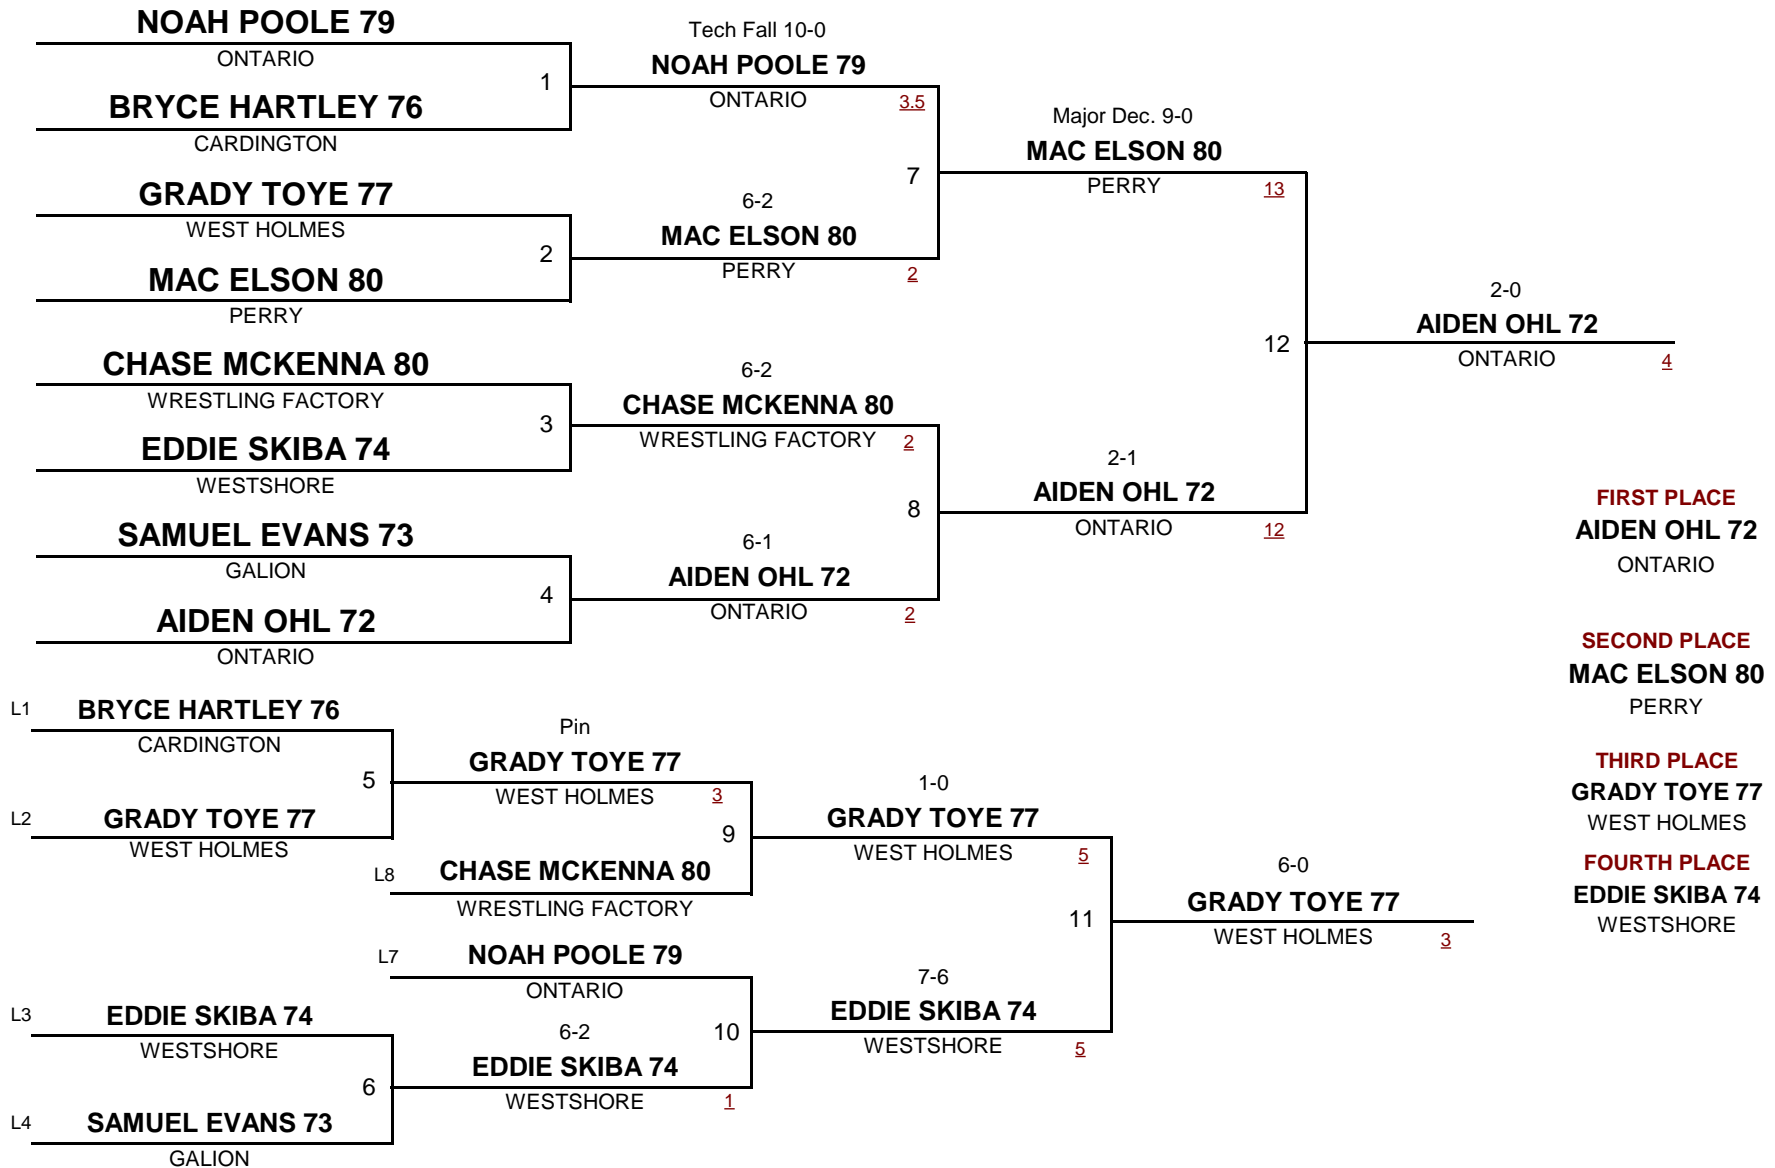 NOAH POOLE 79
ONTARIO
1
BRYCE HARTLEY 76
CARDINGTON
GRADY TOYE 77
WEST HOLMES
2
MAC ELSON 80
PERRY
CHASE MCKENNA 80
WRESTLING FACTORY
3
EDDIE SKIBA 74
WESTSHORE
SAMUEL EVANS 73
GALION
4
AIDEN OHL 72
ONTARIO
Tech Fall 10-0
NOAH POOLE 79
ONTARIO 3.5
7
6-2
MAC ELSON 80
PERRY 2
6-2
CHASE MCKENNA 80
WRESTLING FACTORY 2
8
6-1
AIDEN OHL 72
ONTARIO 2
Major Dec. 9-0
MAC ELSON 80
PERRY 13
12
2-1
AIDEN OHL 72
ONTARIO 12
2-0
AIDEN OHL 72
ONTARIO 4
L1 BRYCE HARTLEY 76
CARDINGTON
5
L2 GRADY TOYE 77
WEST HOLMES
L3 EDDIE SKIBA 74
WESTSHORE
6
L4 SAMUEL EVANS 73
GALION
Pin
GRADY TOYE 77
WEST HOLMES 3
9
L8 CHASE MCKENNA 80
WRESTLING FACTORY
L7 NOAH POOLE 79
ONTARIO
10
6-2
EDDIE SKIBA 74
WESTSHORE 1
1-0
GRADY TOYE 77
WEST HOLMES 5
11
7-6
EDDIE SKIBA 74
WESTSHORE 5
6-0
GRADY TOYE 77
WEST HOLMES 3
FIRST PLACE
AIDEN OHL 72
ONTARIO
SECOND PLACE
MAC ELSON 80
PERRY
THIRD PLACE
GRADY TOYE 77
WEST HOLMES
FOURTH PLACE
EDDIE SKIBA 74
WESTSHORE